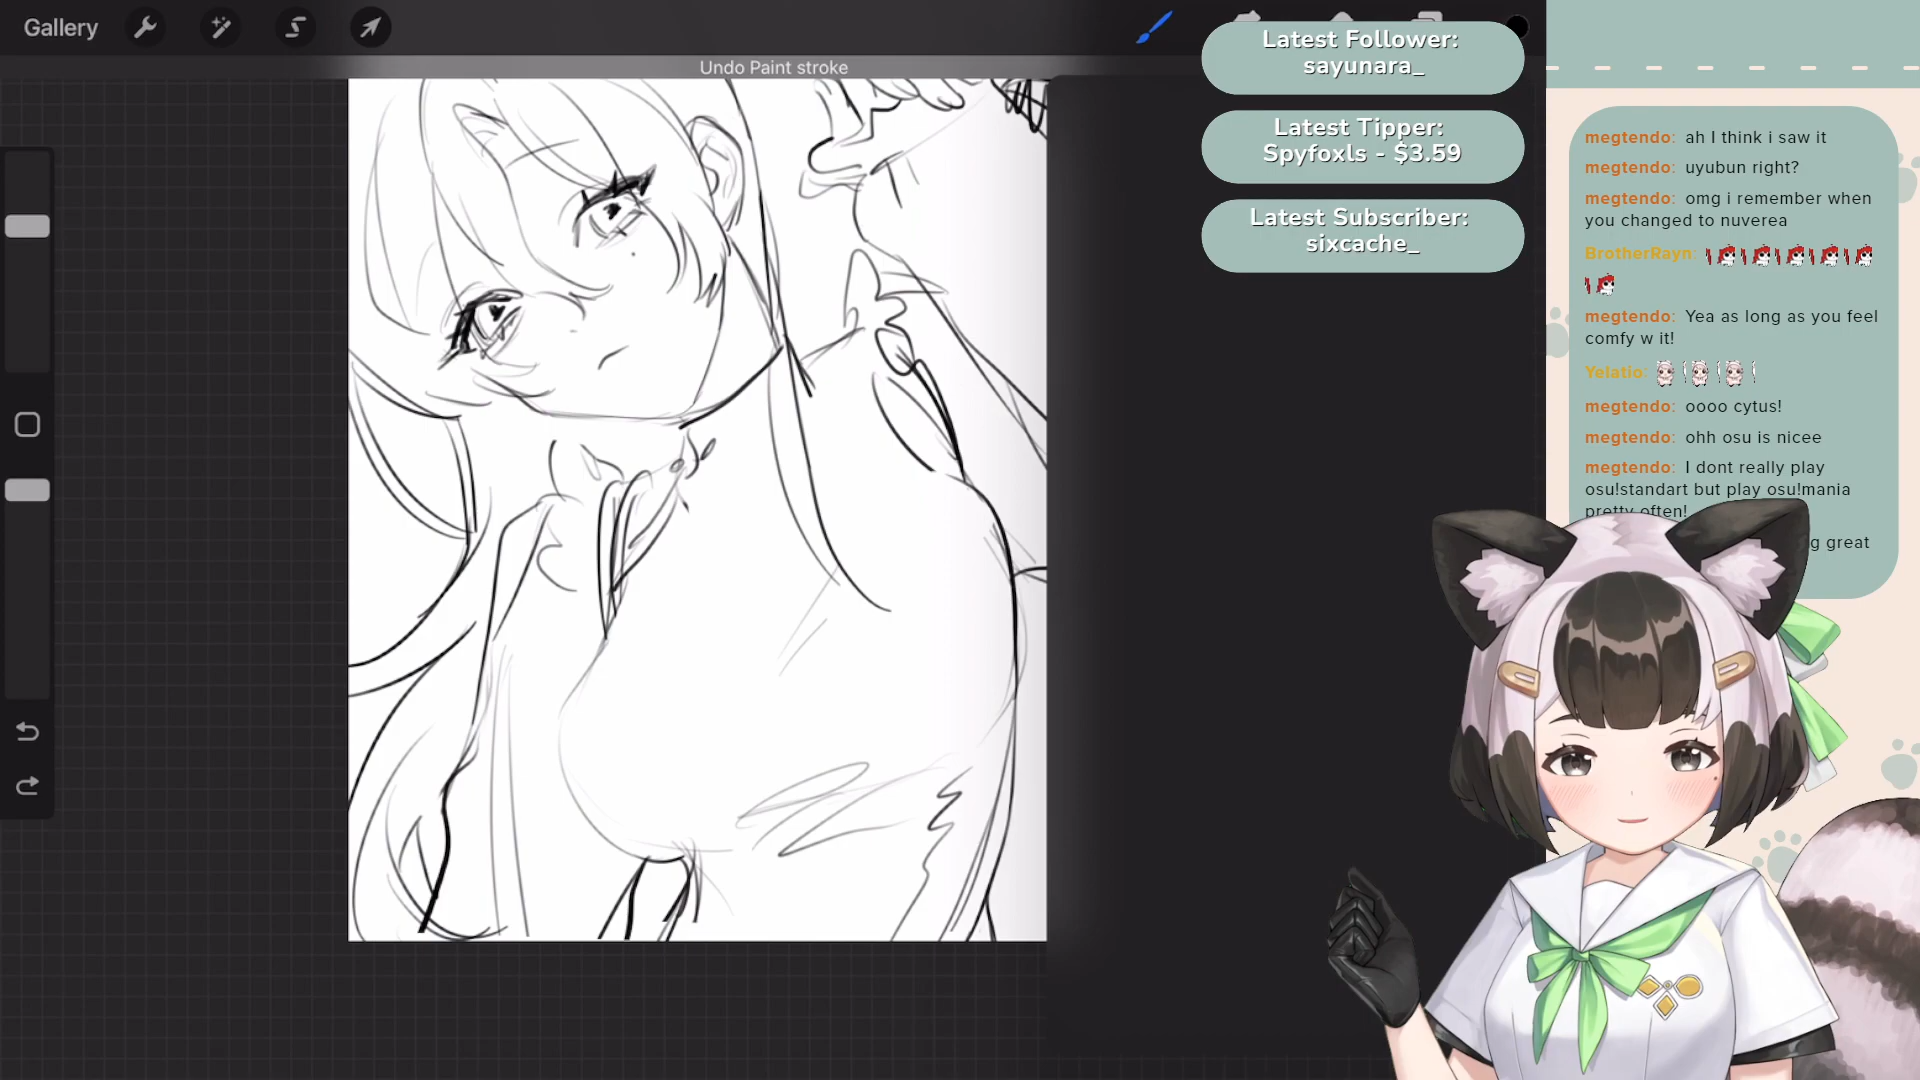 Gallery
Undo Paint stroke
Latest Follower:
sayunara_
Latest Tipper:
Spyfoxls - $3.59
Latest Subscriber:
sixcache_
megtendo: ah I think i saw it
megtendo: uyubun right?
megtendo: omg i remember when
you changed to nuverea
BrotherRayn:
megtendo: Yea as long as you feel
comfy w it!
Yelatio:
megtendo: oooo cytus!
megtendo: ohh osu is nicee
megtendo: I dont really play
osu!standart but play osu!mania
pretty often!
g great